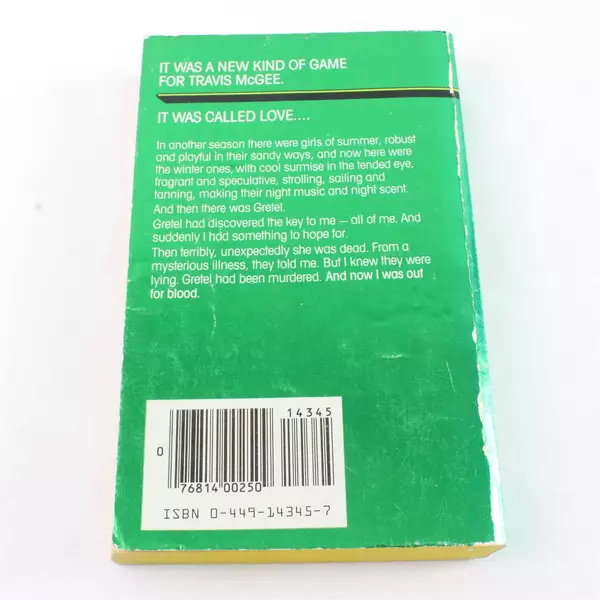 IT WAS A NEW KIND OF GAME
FOR TRAVIS McGEE.
IT WAS CALLED LOVE....
In another season there were girls of summer, robust
and playful in their sandy ways, and now here were
the winter ones, with cool surmise in the tended eye,
fragrant and speculative, strolling, sailing and
tanning, making their night music and night scent.
And then there was Gretel.
Gretel had discovered the key to me — all of me. And
suddenly I had something to hope for.
Then terribly, unexpectedly she was dead. From a
mysterious illness, they told me. But I knew they were
lying. Gretel had been murdered. And now I was out
for blood.
14345
0
76814 00250
ISBN 0-449-14345-7